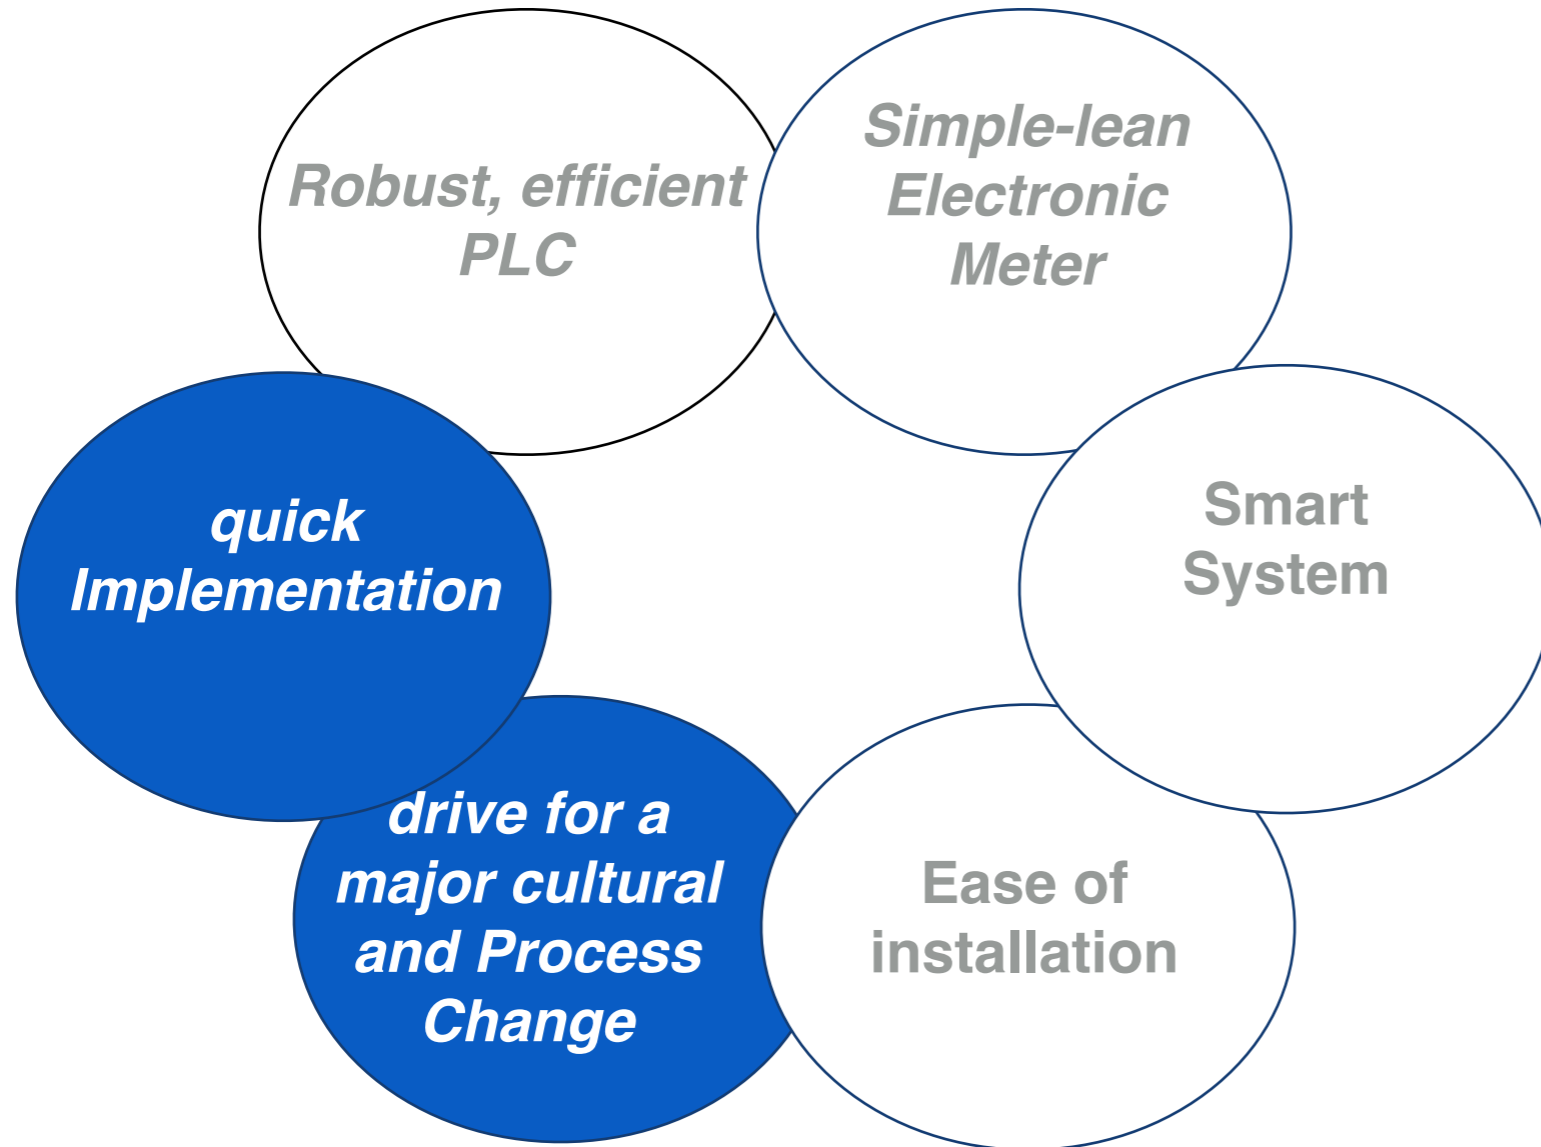 Robust, efficient
PLC
Simple-lean
Electronic
Meter
Smart
System
Ease of
installation
drive for a
major cultural
and Process
Change
quick
Implementation